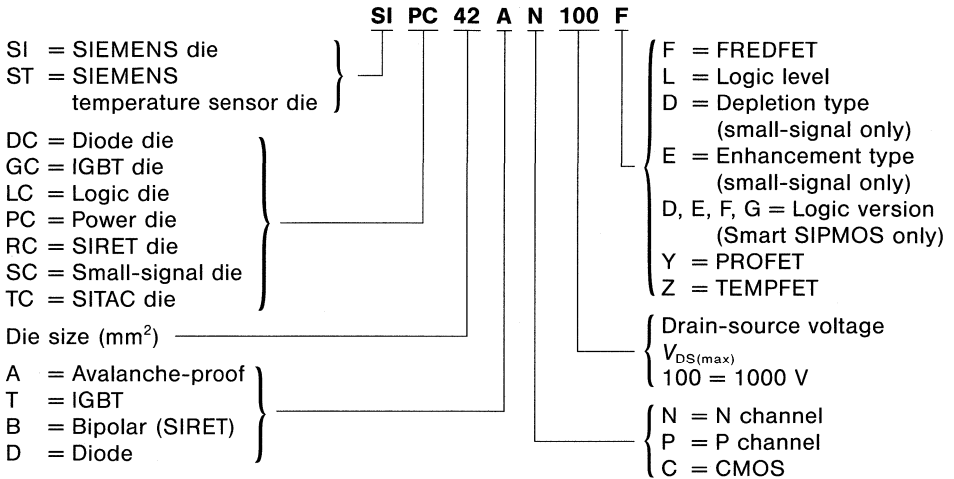 SI PC 42 A N 100 F
SI = SIEMENS die
ST = SIEMENS
temperature sensor die
DC = Diode die
GC = IGBT die
LC = Logic die
PC = Power die
RC = SIRET die
SC = Small-signal die
TC = SITAC die
Die size (mm²)
A = Avalanche-proof
T = IGBT
B = Bipolar (SIRET)
D = Diode
F = FREDFET
L = Logic level
D = Depletion type
(small-signal only)
E = Enhancement type
(small-signal only)
D, E, F, G = Logic version
(Smart SIPMOS only)
Y = PROFET
Z = TEMPFET
Drain-source voltage
V DS(max)
100 = 1000 V
N = N channel
P = P channel
C = CMOS